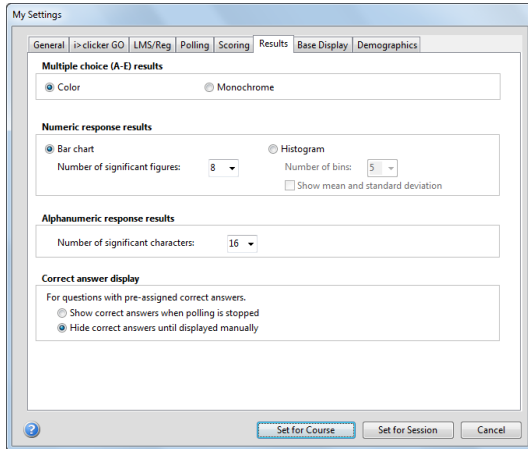 My Settings
General i>clicker GO LMS/Reg Polling Scoring Results Base Display Demographics
Multiple choice (A-E) results
Color Monochrome
Numeric response results
Bar chart Histogram
Number of significant figures: 8 Number of bins: 5
Show mean and standard deviation
Alphanumeric response results
Number of significant characters: 16
Correct answer display
For questions with pre-assigned correct answers.
Show correct answers when polling is stopped
Hide correct answers until displayed manually
? Set for Course Set for Session Cancel